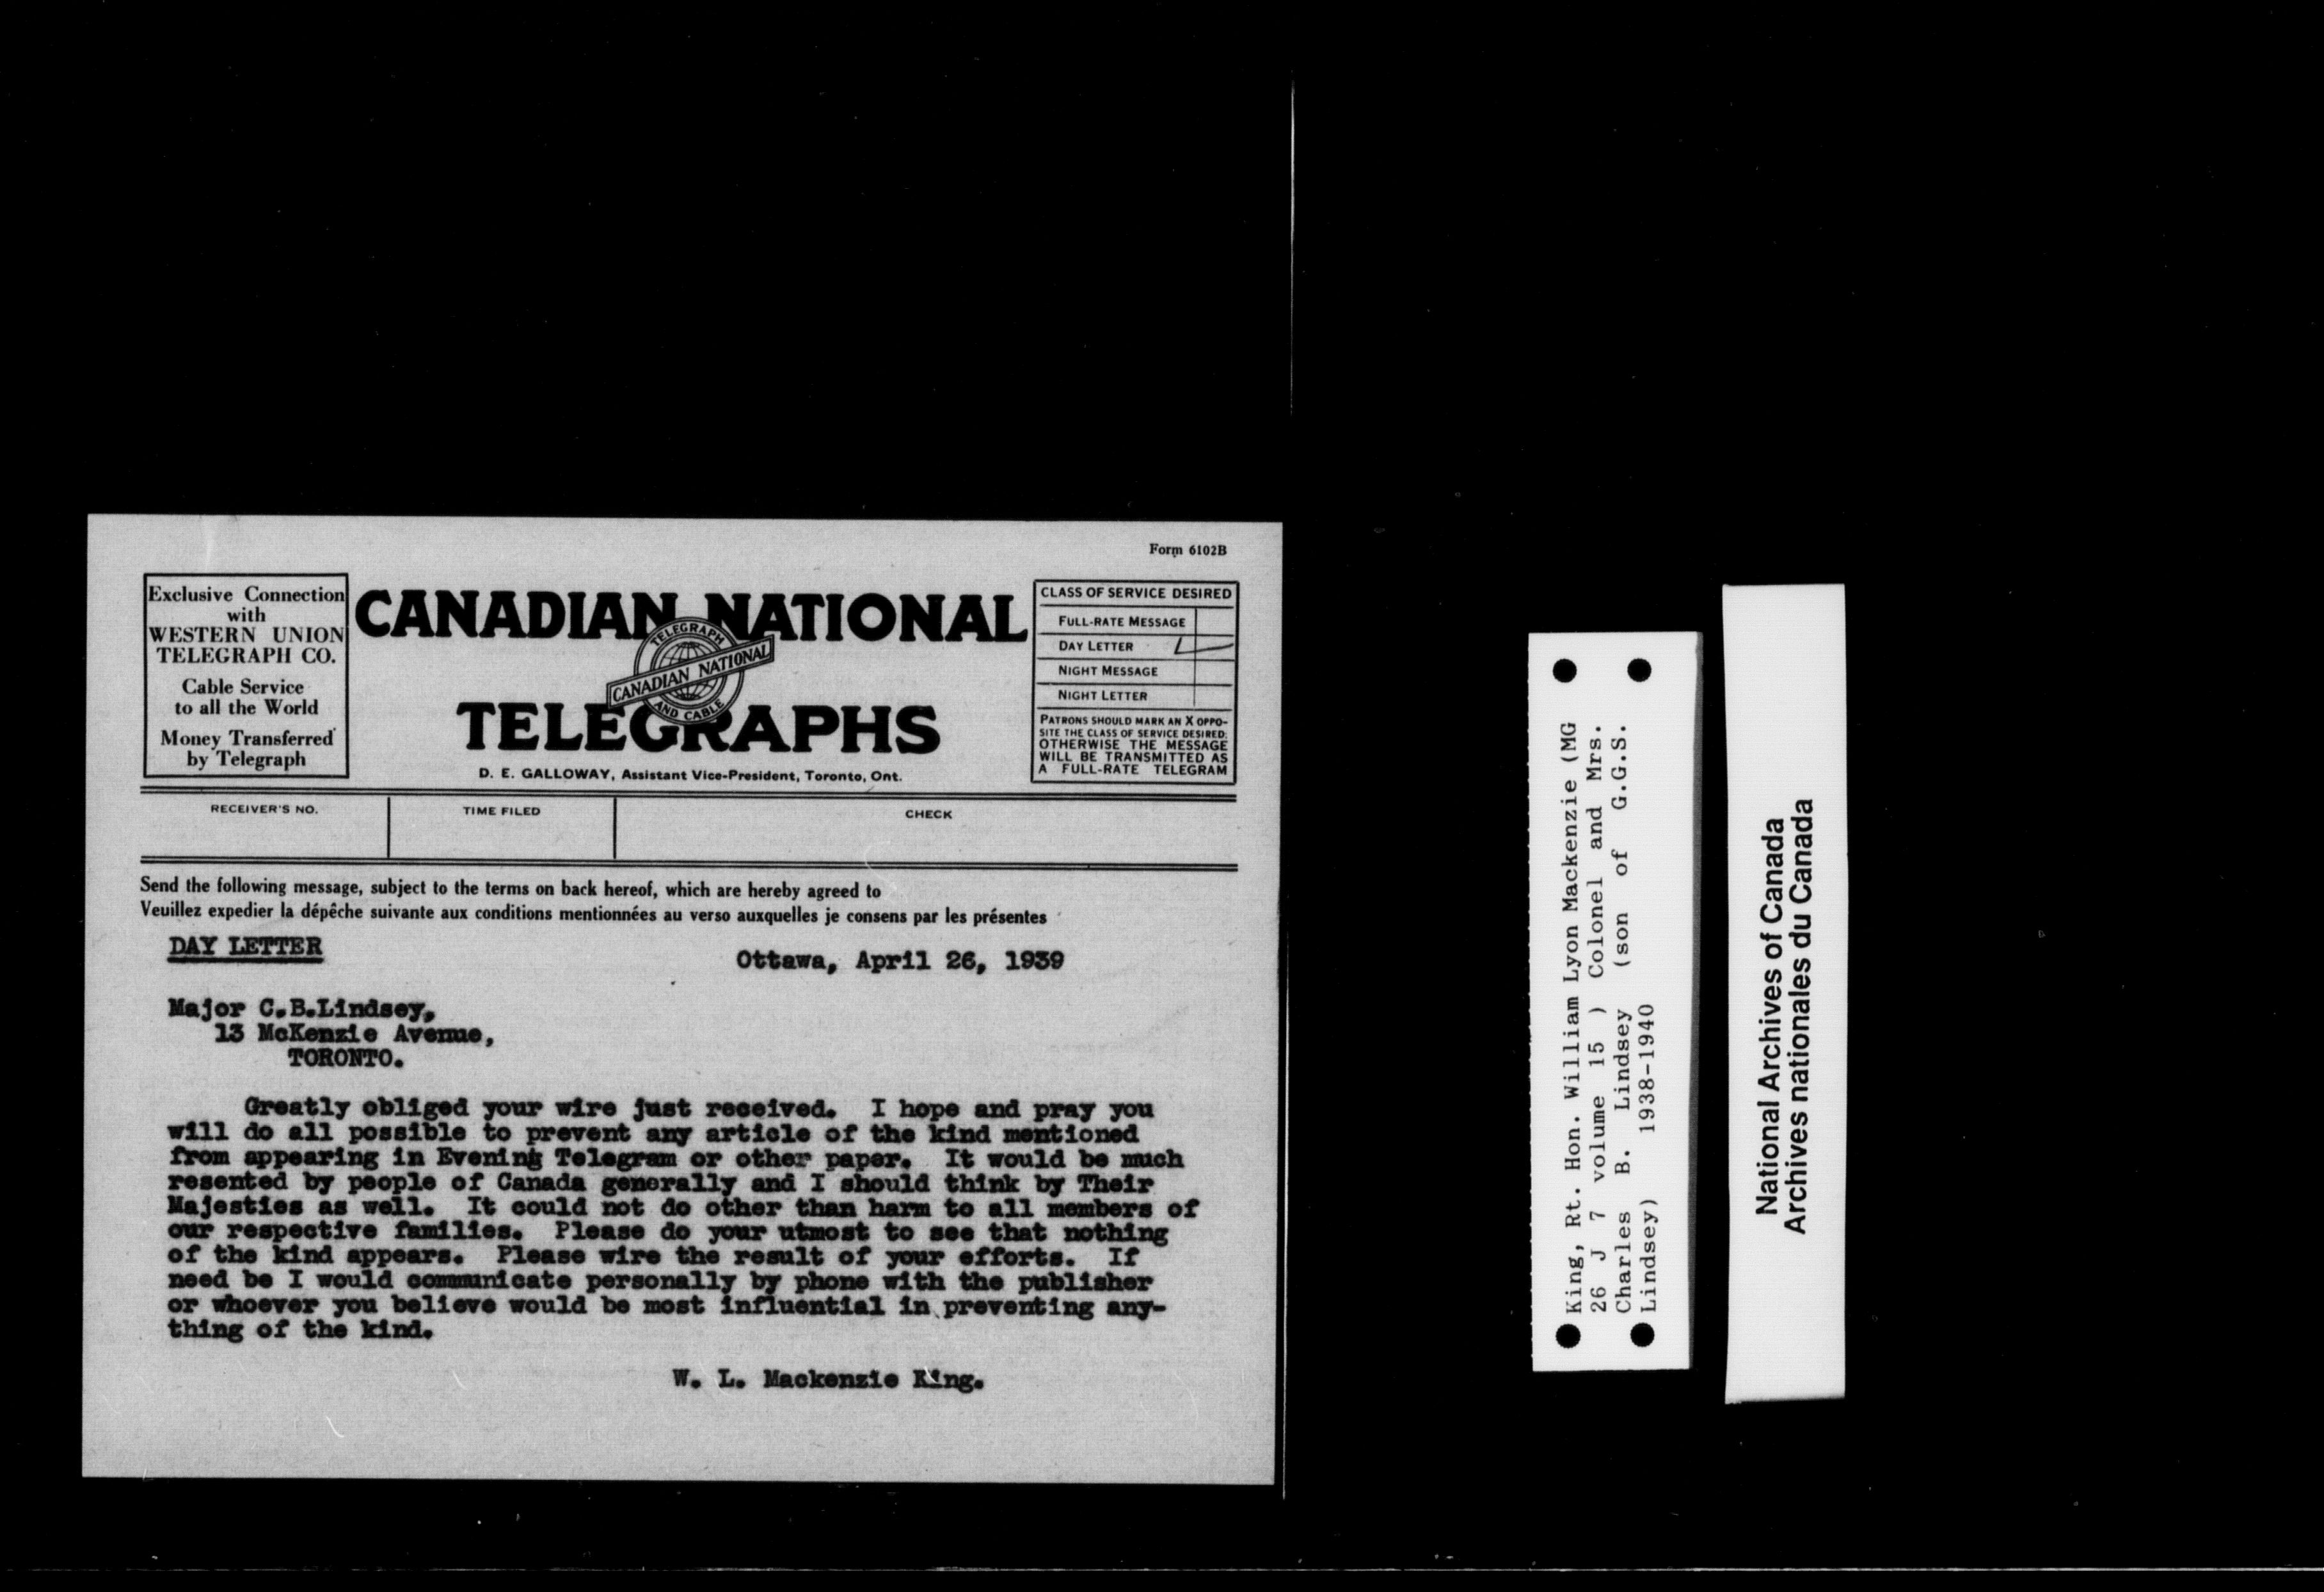 Form 6102B
Exclusive Connection
with
WESTERN UNION
TELEGRAPH CO.
Cable Service
to all the World
Money Transferred
by Telegraph
CANADIAN NATIONAL
TELEGRAPH
CANADIAN NATIONAL
AND CABLE
TELEGRAPHS
D. E. GALLOWAY, Assistant Vice-President, Toronto, Ont.
CLASS OF SERVICE DESIRED
FULL-RATE MESSAGE
DAY LETTER
NIGHT MESSAGE
NIGHT LETTER
PATRONS SHOULD MARK AN X OPPO-
SITE THE CLASS OF SERVICE DESIRED:
OTHERWISE THE MESSAGE
WILL BE TRANSMITTED AS
A FULL-RATE TELEGRAM
RECEIVER'S NO.
TIME FILED
CHECK
Send the following message, subject to the terms on back hereof, which are hereby agreed to
Veuillez expedier la dépêche suivante aux conditions mentionnées au verso auxquelles je consens par les présentes
DAY LETTER
Ottawa, April 26, 1939
Major C.B.Lindsey,
13 McKenzie Avenue,
TORONTO.
Greatly obliged your wire just received. I hope and pray you
will do all possible to prevent any article of the kind mentioned
from appearing in Evening Telegram or other paper. It would be much
resented by people of Canada generally and I should think by Their
Majesties as well. It could not do other than harm to all members of
our respective families. Please do your utmost to see that nothing
of the kind appears. Please wire the result of your efforts. If
need be I would communicate personally by phone with the publisher
or whoever you believe would be most influential in preventing any-
thing of the kind.
W. L. Mackenzie King.
King, Rt. Hon. William Lyon Mackenzie (MG
26 J 7 volume 15 ) Colonel and Mrs.
Charles B. Lindsey (son of G.G.S.
Lindsey) 1938-1940
National Archives of Canada
Archives nationales du Canada